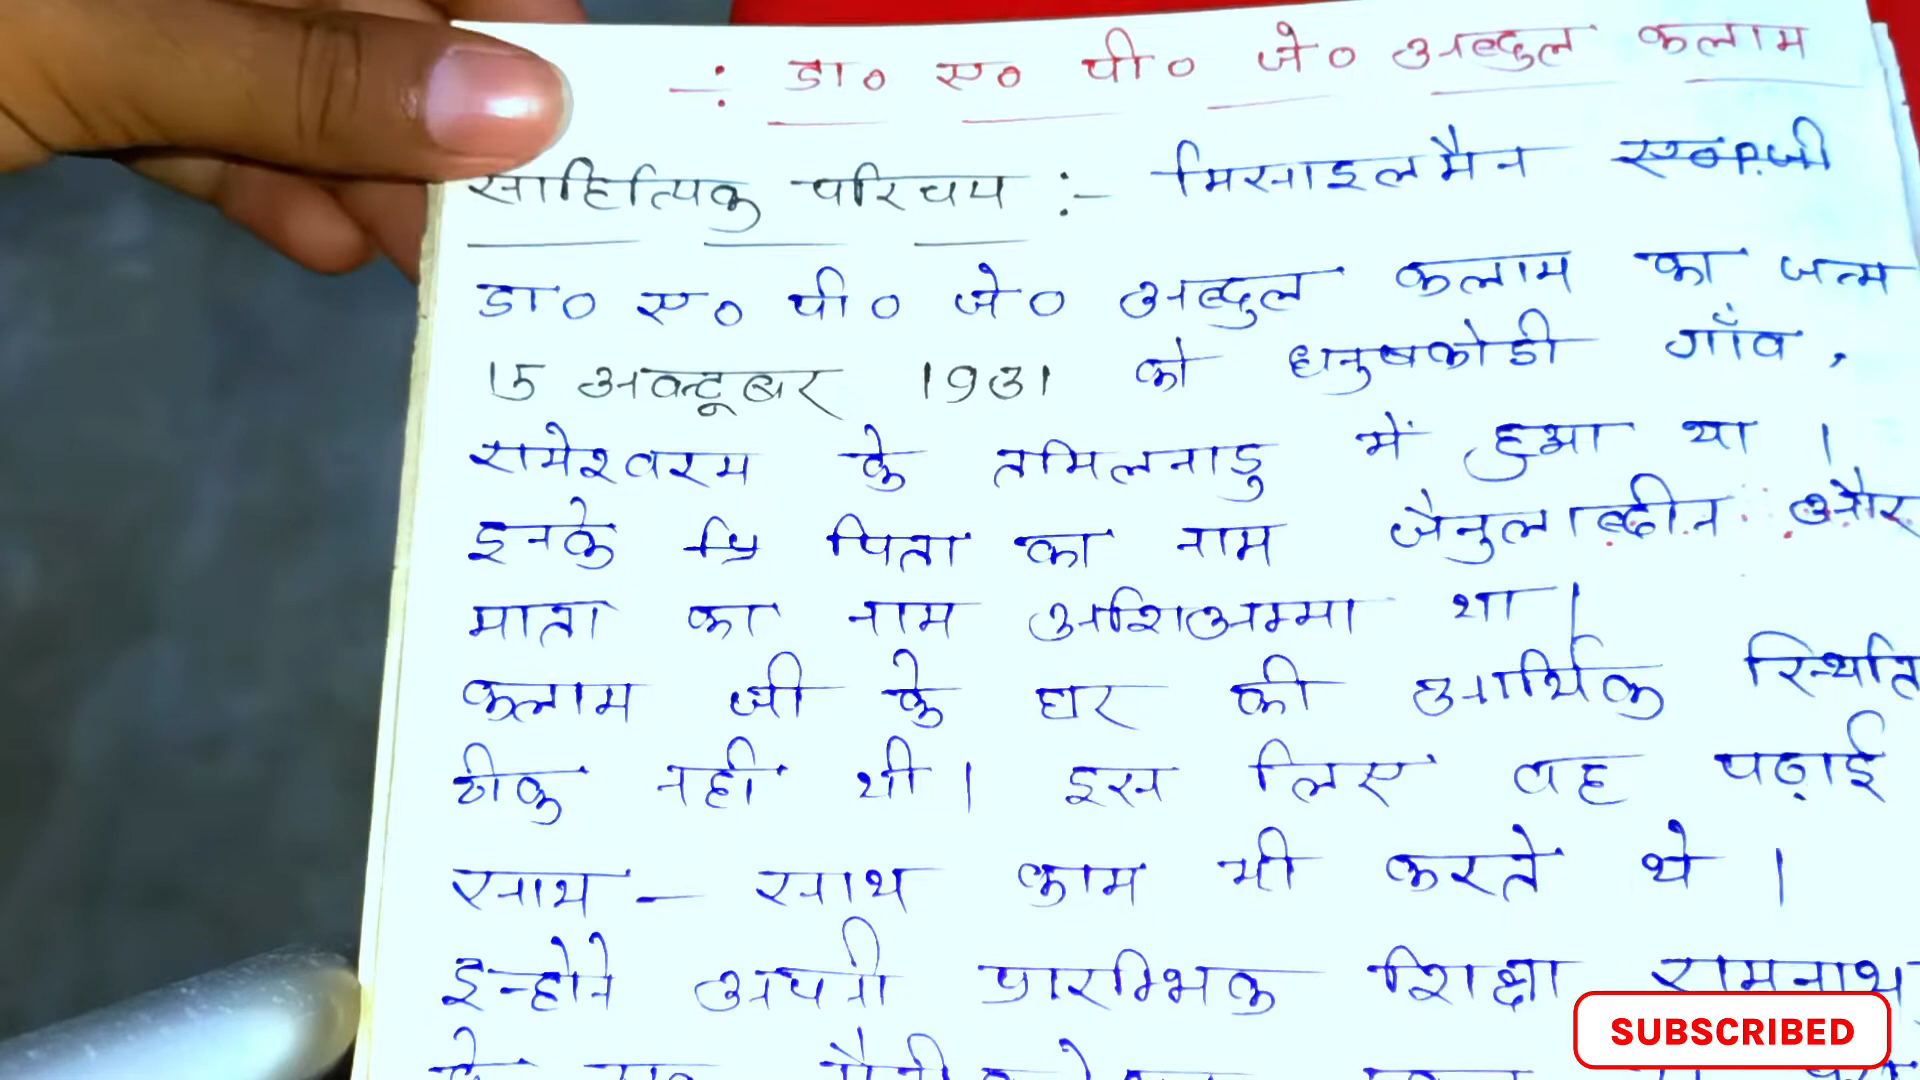 -: डा० ए० पी० जे० अब्दुल कलाम
साहित्यिक परिचय :- मिसाइलमैन
डा० ए० पी० जे० अब्दुल कलाम का जन्म
15 अक्टूबर 1931 को धनुषकोडी गाँव,
रामेश्वरम के तमिलनाडु में हुआ था ।
इनके पिता का नाम जैनुलाब्दीन और
माता का नाम अशिअम्मा था |
कलाम जी के घर की आर्थिक स्थिति
ठीक नही थी | इस लिए वह पढ़ाई
साथ - साथ काम भी करते थे ।
इन्होने अपनी प्रारम्भिक शिक्षा रामनाथ
SUBSCRIBED